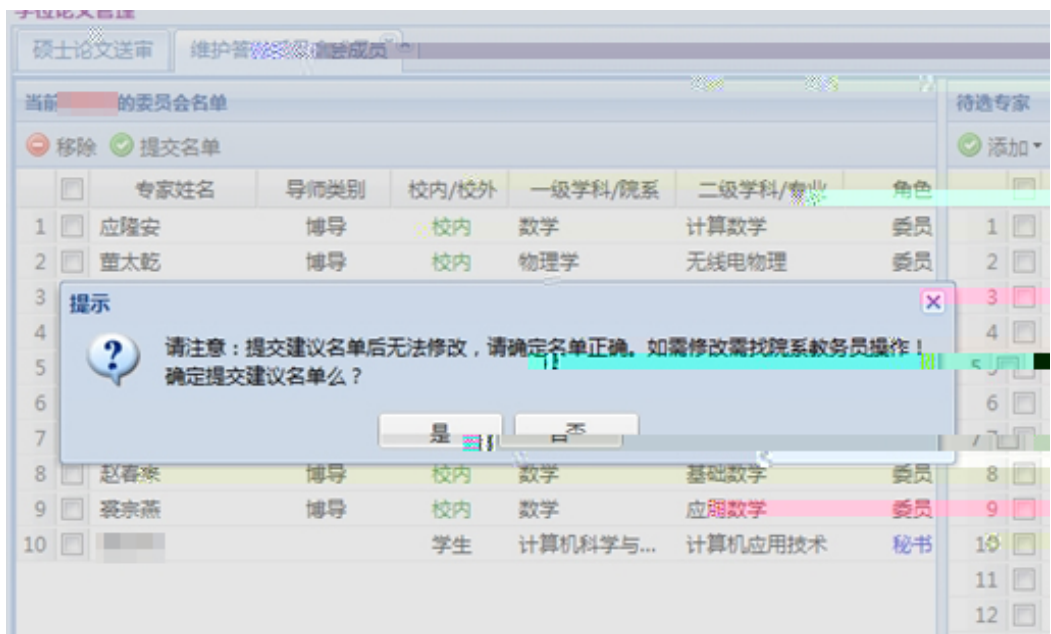 学位论文管理
硕士论文送审 维护答
当前 的委员会名单 待选专家
移除 提交名单 添加
专家姓名 导师类别 校内/校外 一级学科/院系 二级学科/专业 角色
1 应隆安 博导 校内 数学 计算数学 委员 1
2 董太乾 博导 校内 物理学 无线电物理 委员 2
3 提示 3
4 请注意:提交建议名单后无法修改,请确定名单正确。如需修改需找院系教务员操作! 4
5 确定提交建议名单么? 5
6 6
7 是 否 7
8 赵春来 博导 校内 数学 基础数学 委员 8
9 裘宗燕 博导 校内 数学 应用数学 委员 9
10 学生 计算机科学与... 计算机应用技术 秘书 10
11
12